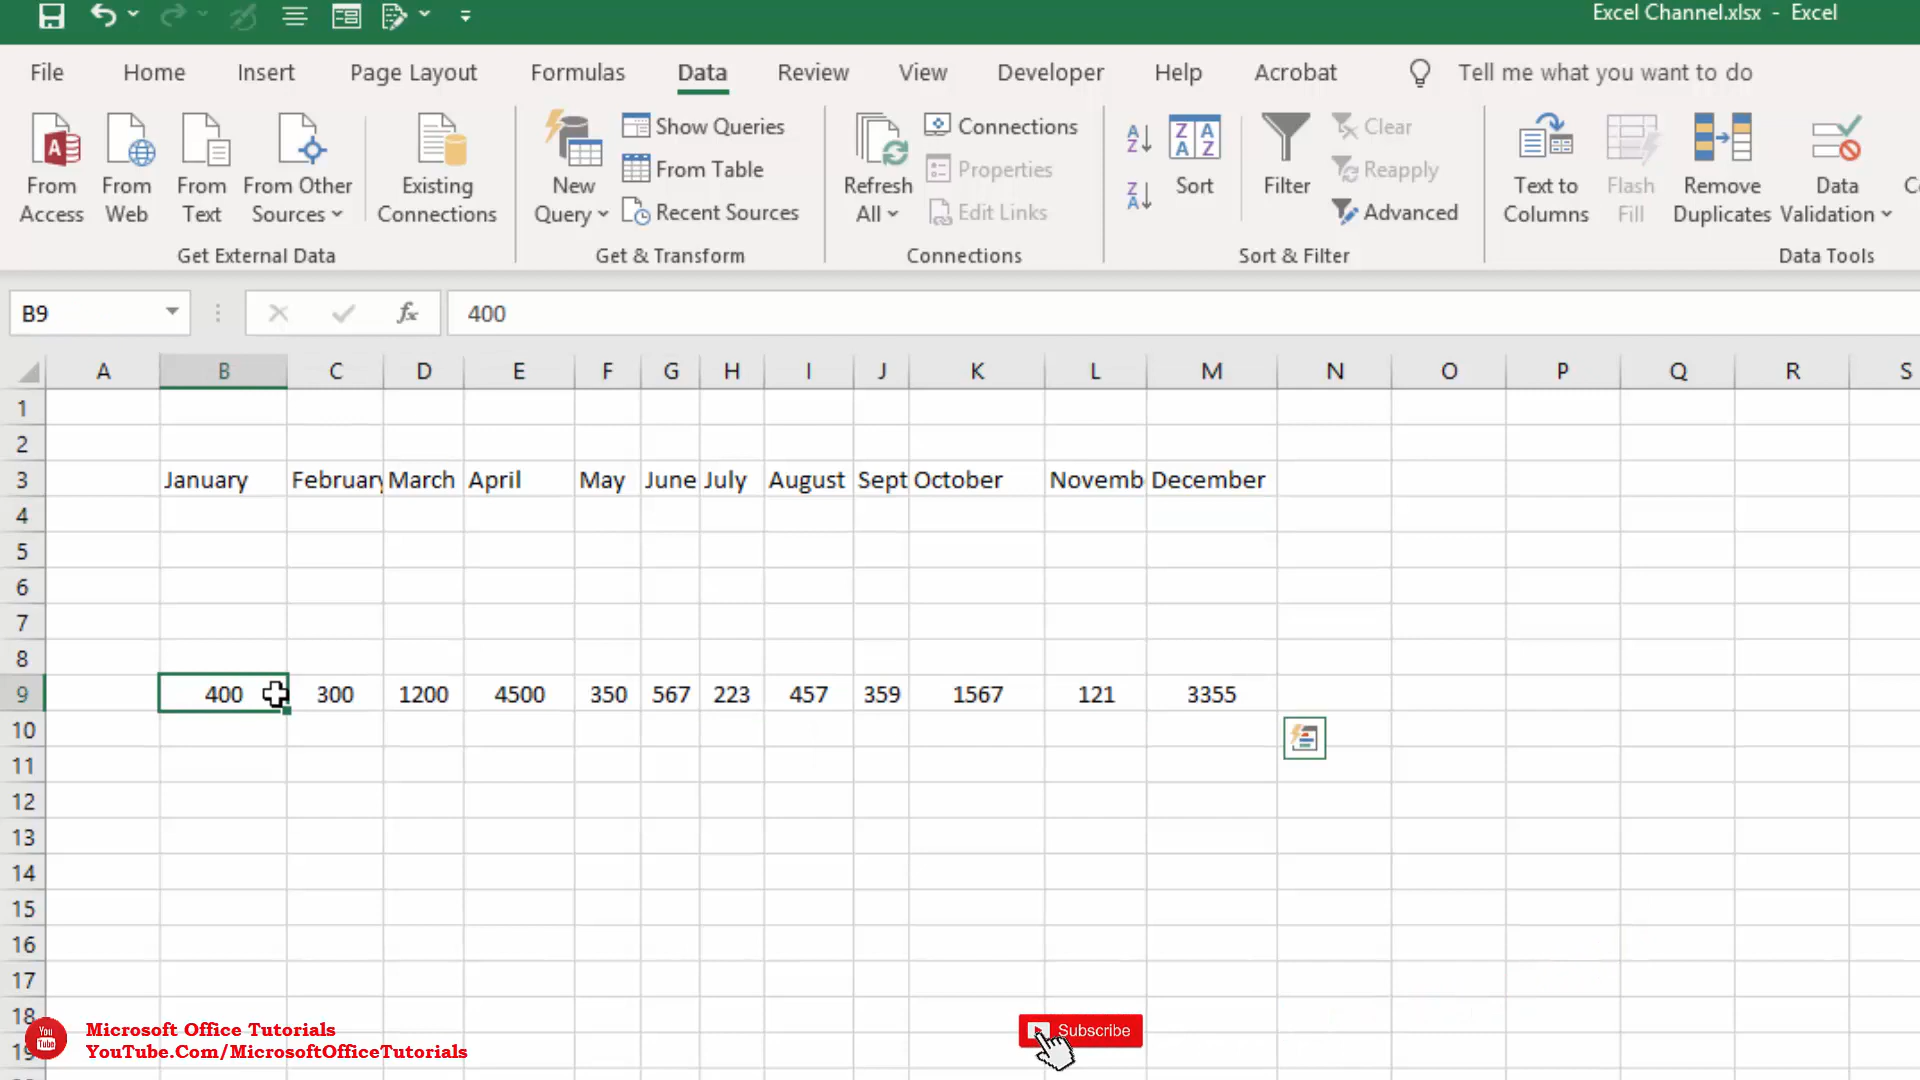 Excel Channel.xlsx - Excel
File Home Insert Page Layout Formulas Data Review View Developer Help Acrobat Tell me what you want to do
From Access
From Web
From Text
From Other Sources
Existing Connections
Get External Data
New Query
Show Queries
From Table
Recent Sources
Get & Transform
Refresh All
Connections
Properties
Edit Links
Connections
Sort
Filter
Clear
Reapply
Advanced
Sort & Filter
Text to Columns
Flash Fill
Remove Duplicates
Data Validation
Data Tools
B9 fx 400
A B C D E F G H I J K L M N O P Q R S
1
2
3 January Februar March April May June July August Sept October Novemb December
4
5
6
7
8
9 400 300 1200 4500 350 567 223 457 359 1567 121 3355
10
11
12
13
14
15
16
17
18
19
You Tube
Microsoft Office Tutorials
YouTube.Com/MicrosoftOfficeTutorials
Subscribe